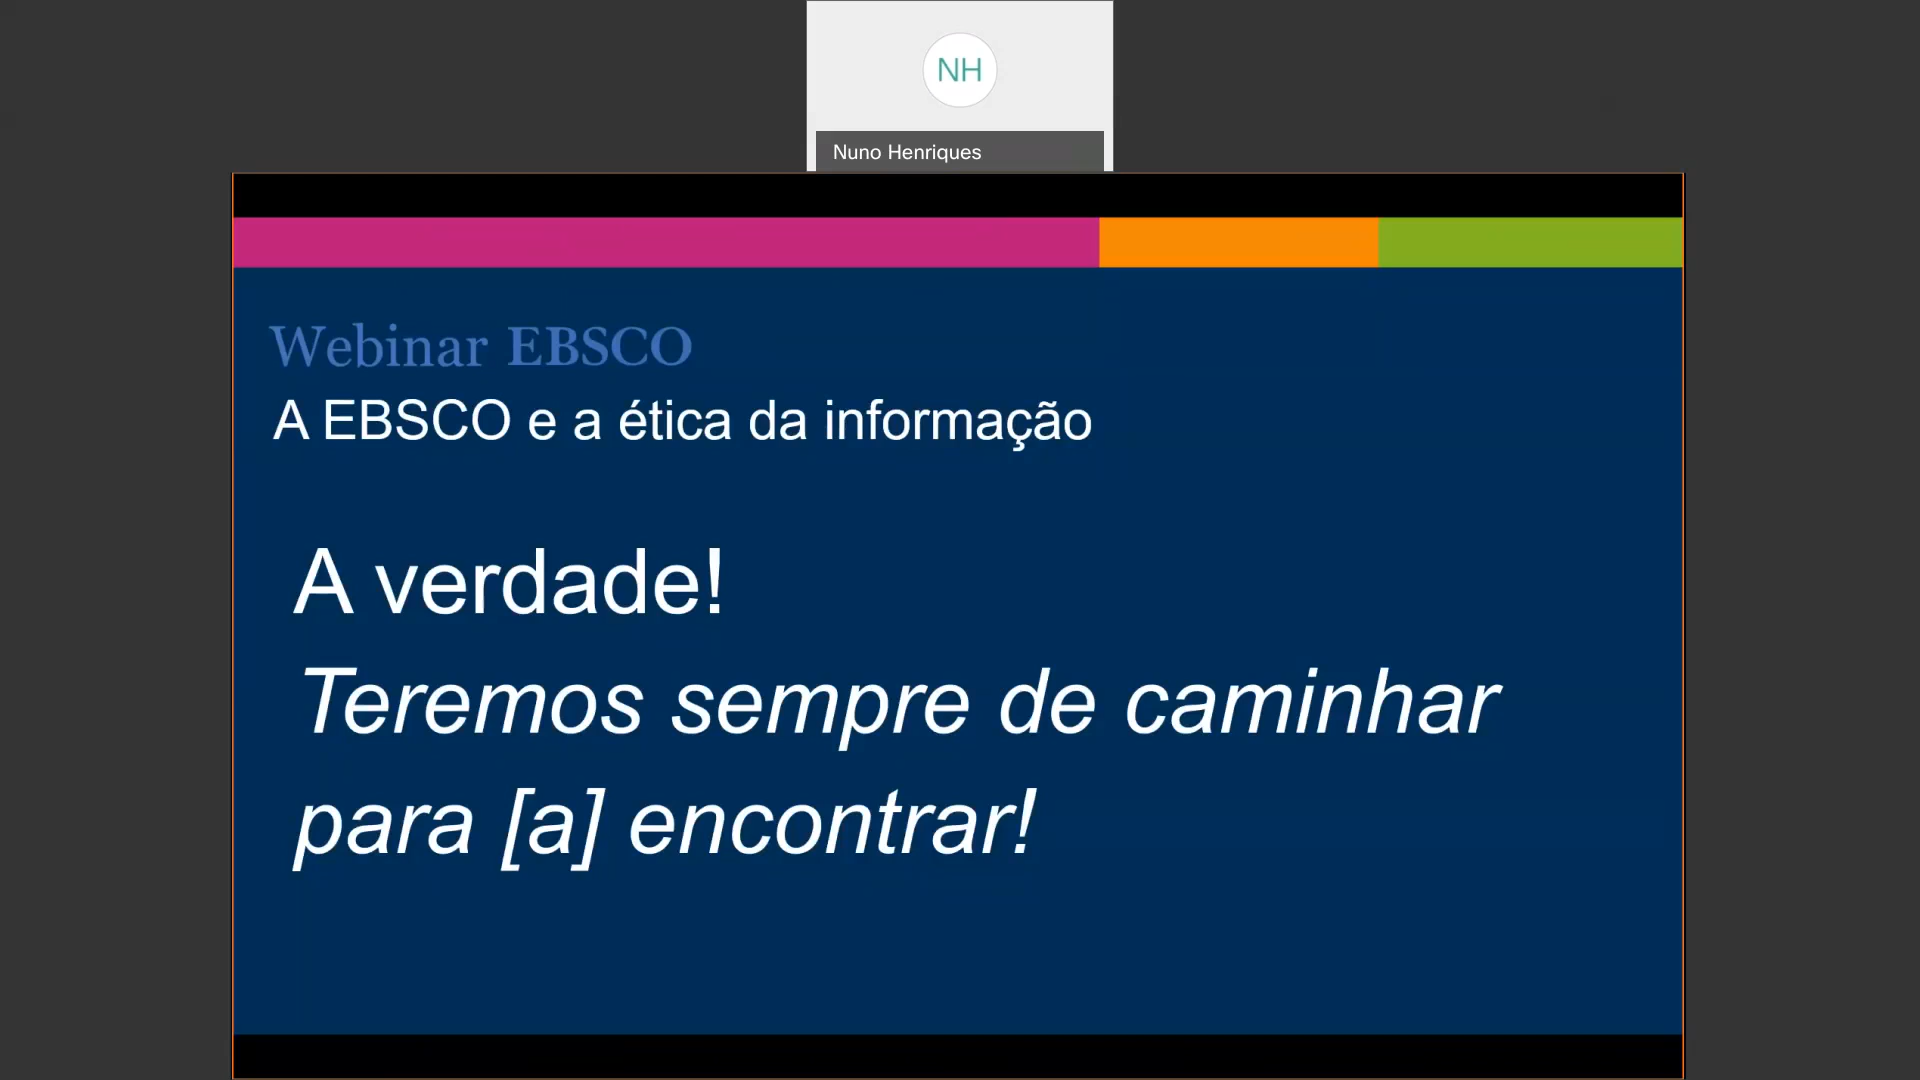 NH
Nuno Henriques
Webinar EBSCO
A EBSCO e a ética da informação
A verdade!
Teremos sempre de caminhar
para [a] encontrar!